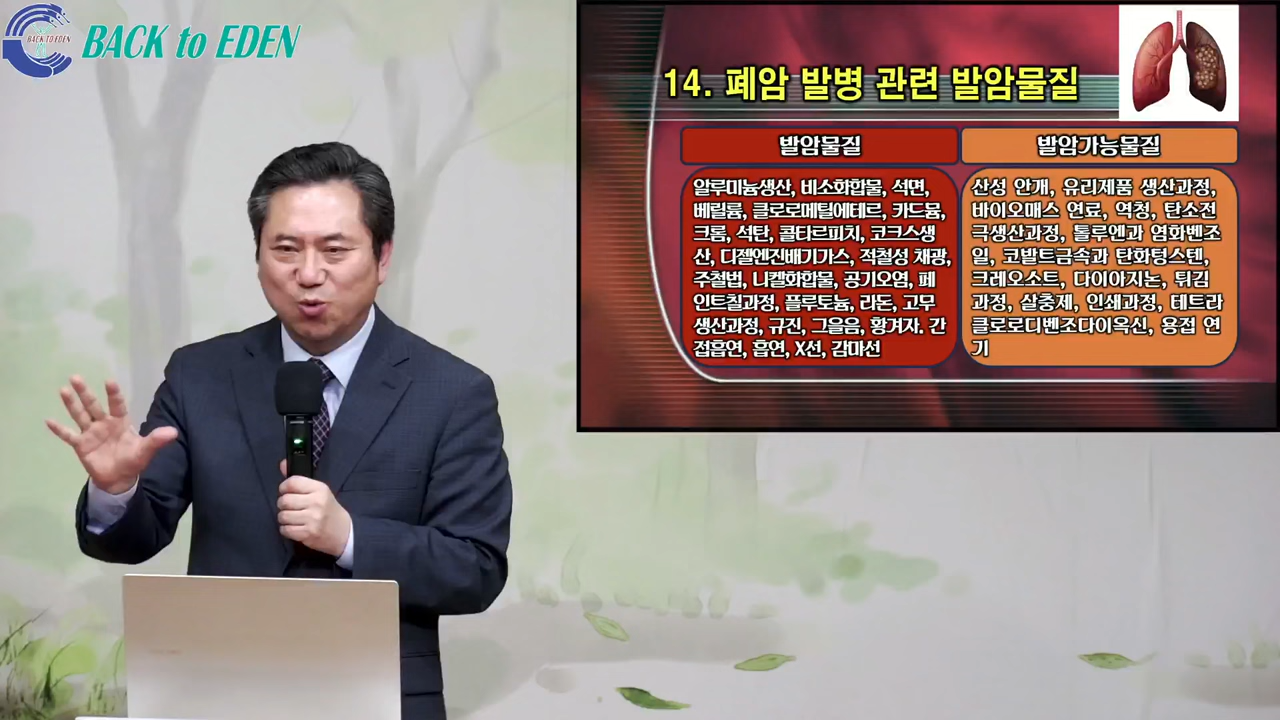 BACK TO EDEN
BACK to EDEN
14. 폐암 발병 관련 발암물질
발암물질
알루미늄생산, 비소화합물, 석면,
베릴륨, 클로로메틸에테르, 카드뮴,
크롬, 석탄, 콜타르피치, 코크스생
산, 디젤엔진배기가스, 적철성 채광,
주철법, 니켈화합물, 공기오염, 페
인트칠과정, 플루토늄, 라돈, 고무
생산과정, 규진, 그을음, 황겨자, 간
접흡연, 흡연, X선, 감마선
발암가능물질
산성 안개, 유리제품 생산과정,
바이오매스 연료, 역청, 탄소전
극생산과정, 톨루엔과 염화벤조
일, 코발트금속과 탄화텅스텐,
크레오소트, 다이아지논, 튀김
과정, 살충제, 인쇄과정, 테트라
클로로디벤조다이옥신, 용접 연
기